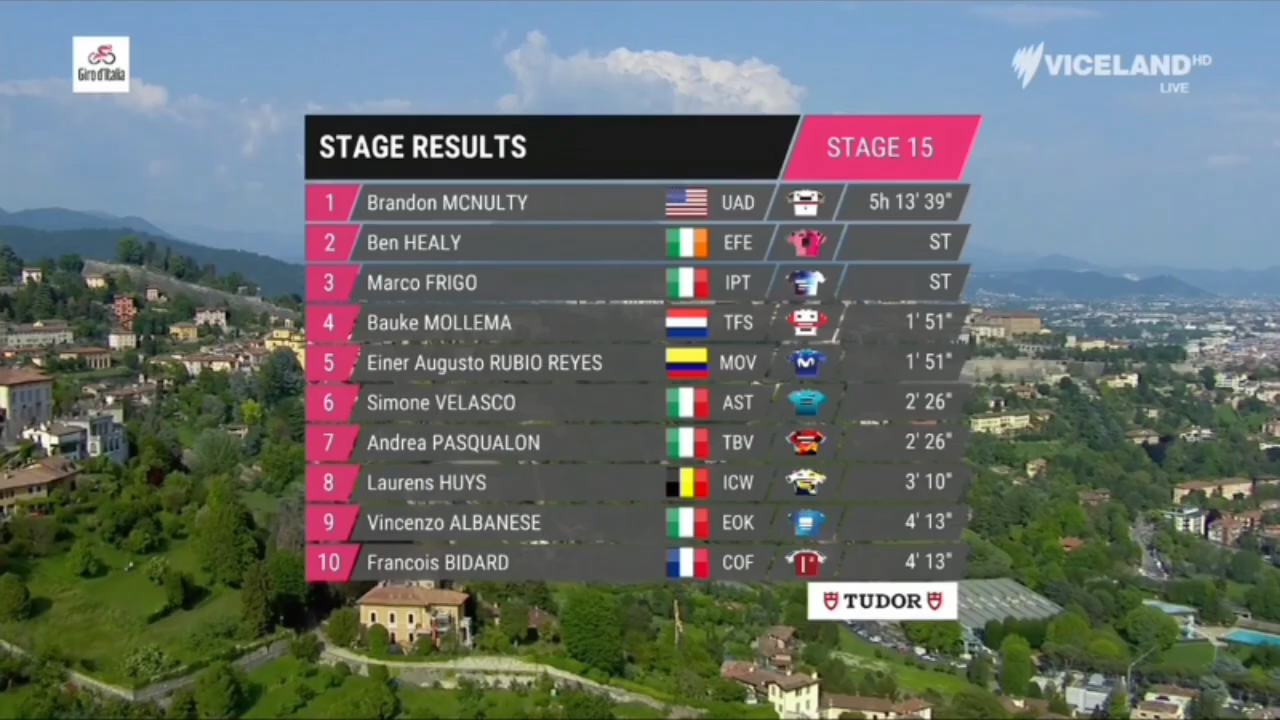 Giro d'Italia
VICELAND HD
LIVE
STAGE RESULTS STAGE 15
1 Brandon MCNULTY UAD 5h 13' 39"
2 Ben HEALY EFE ST
3 Marco FRIGO IPT ST
4 Bauke MOLLEMA TFS 1' 51"
5 Einer Augusto RUBIO REYES MOV 1' 51"
6 Simone VELASCO AST 2' 26"
7 Andrea PASQUALON TBV 2' 26"
8 Laurens HUYS ICW 3' 10"
9 Vincenzo ALBANESE EOK 4' 13"
10 Francois BIDARD COF 4' 13"
TUDOR